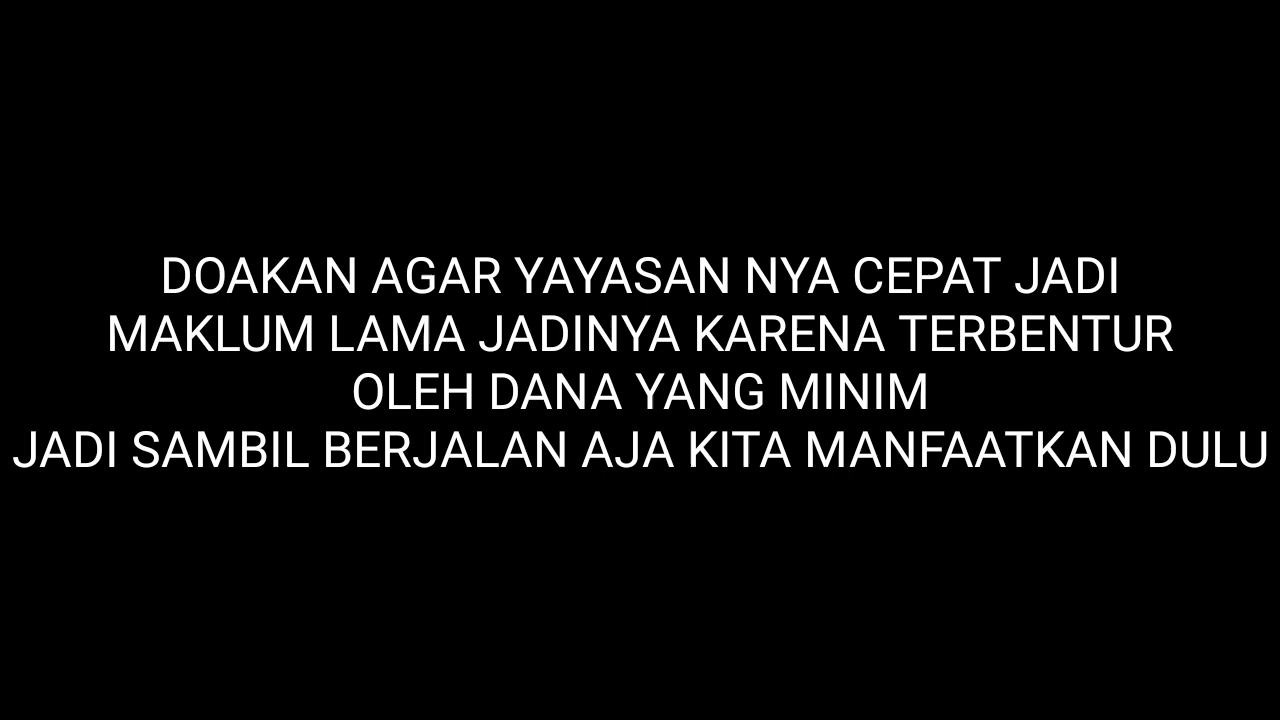 DOAKAN AGAR YAYASAN NYA CEPAT JADI
MAKLUM LAMA JADINYA KARENA TERBENTUR
OLEH DANA YANG MINIM
JADI SAMBIL BERJALAN AJA KITA MANFAATKAN DULU